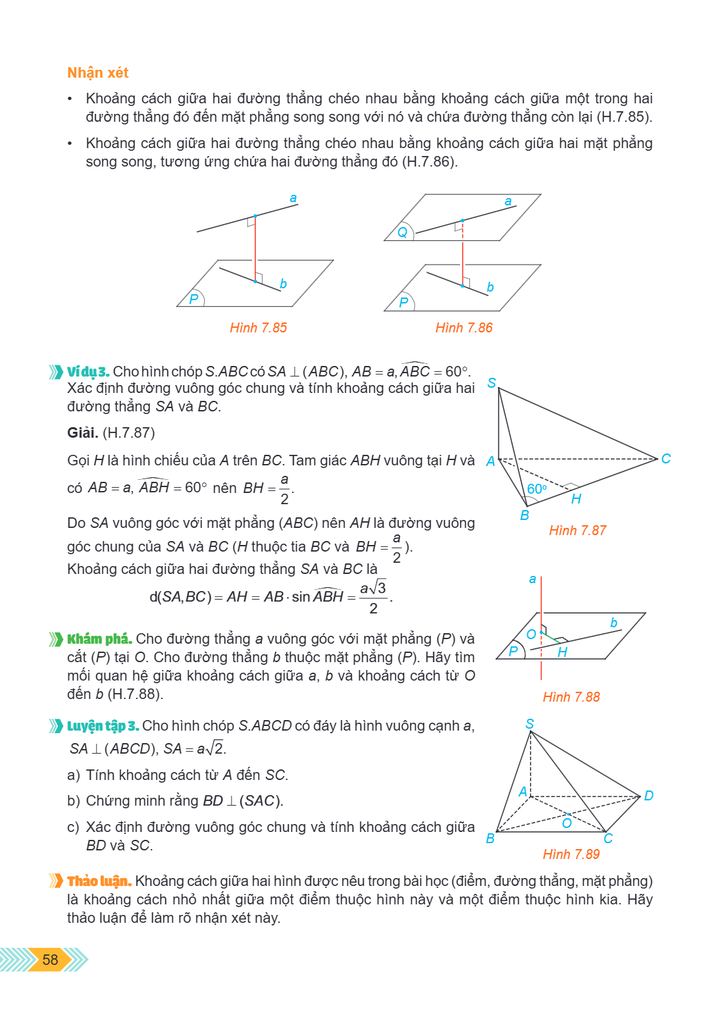 Nhận xét
• Khoảng cách giữa hai đường thẳng chéo nhau bằng khoảng cách giữa một trong hai
đường thẳng đó đến mặt phẳng song song với nó và chứa đường thẳng còn lại (H.7.85).
• Khoảng cách giữa hai đường thẳng chéo nhau bằng khoảng cách giữa hai mặt phẳng
song song, tương ứng chứa hai đường thẳng đó (H.7.86).
a
b
P
Hình 7.85
a
Q
b
P
Hình 7.86
Ví dụ 3. Cho hình chóp S.ABC có SA ⊥ (ABC), AB = a, \widehat{ABC} = 60°.
Xác định đường vuông góc chung và tính khoảng cách giữa hai
đường thẳng SA và BC.
Giải. (H.7.87)
Gọi H là hình chiếu của A trên BC. Tam giác ABH vuông tại H và
có AB = a, \widehat{ABH} = 60° nên BH = \frac{a}{2}.
Do SA vuông góc với mặt phẳng (ABC) nên AH là đường vuông
góc chung của SA và BC (H thuộc tia BC và BH = \frac{a}{2}).
Khoảng cách giữa hai đường thẳng SA và BC là
d(SA,BC) = AH = AB · sin \widehat{ABH} = \frac{a\sqrt{3}}{2}.
S
A
C
60°
H
B
Hình 7.87
Khám phá. Cho đường thẳng a vuông góc với mặt phẳng (P) và
cắt (P) tại O. Cho đường thẳng b thuộc mặt phẳng (P). Hãy tìm
mối quan hệ giữa khoảng cách giữa a, b và khoảng cách từ O
đến b (H.7.88).
a
b
O
P
H
Hình 7.88
Luyện tập 3. Cho hình chóp S.ABCD có đáy là hình vuông cạnh a,
SA ⊥ (ABCD), SA = a√2.
a) Tính khoảng cách từ A đến SC.
b) Chứng minh rằng BD ⊥ (SAC).
c) Xác định đường vuông góc chung và tính khoảng cách giữa
BD và SC.
S
A
D
O
B
C
Hình 7.89
Thảo luận. Khoảng cách giữa hai hình được nêu trong bài học (điểm, đường thẳng, mặt phẳng)
là khoảng cách nhỏ nhất giữa một điểm thuộc hình này và một điểm thuộc hình kia. Hãy
thảo luận để làm rõ nhận xét này.
58